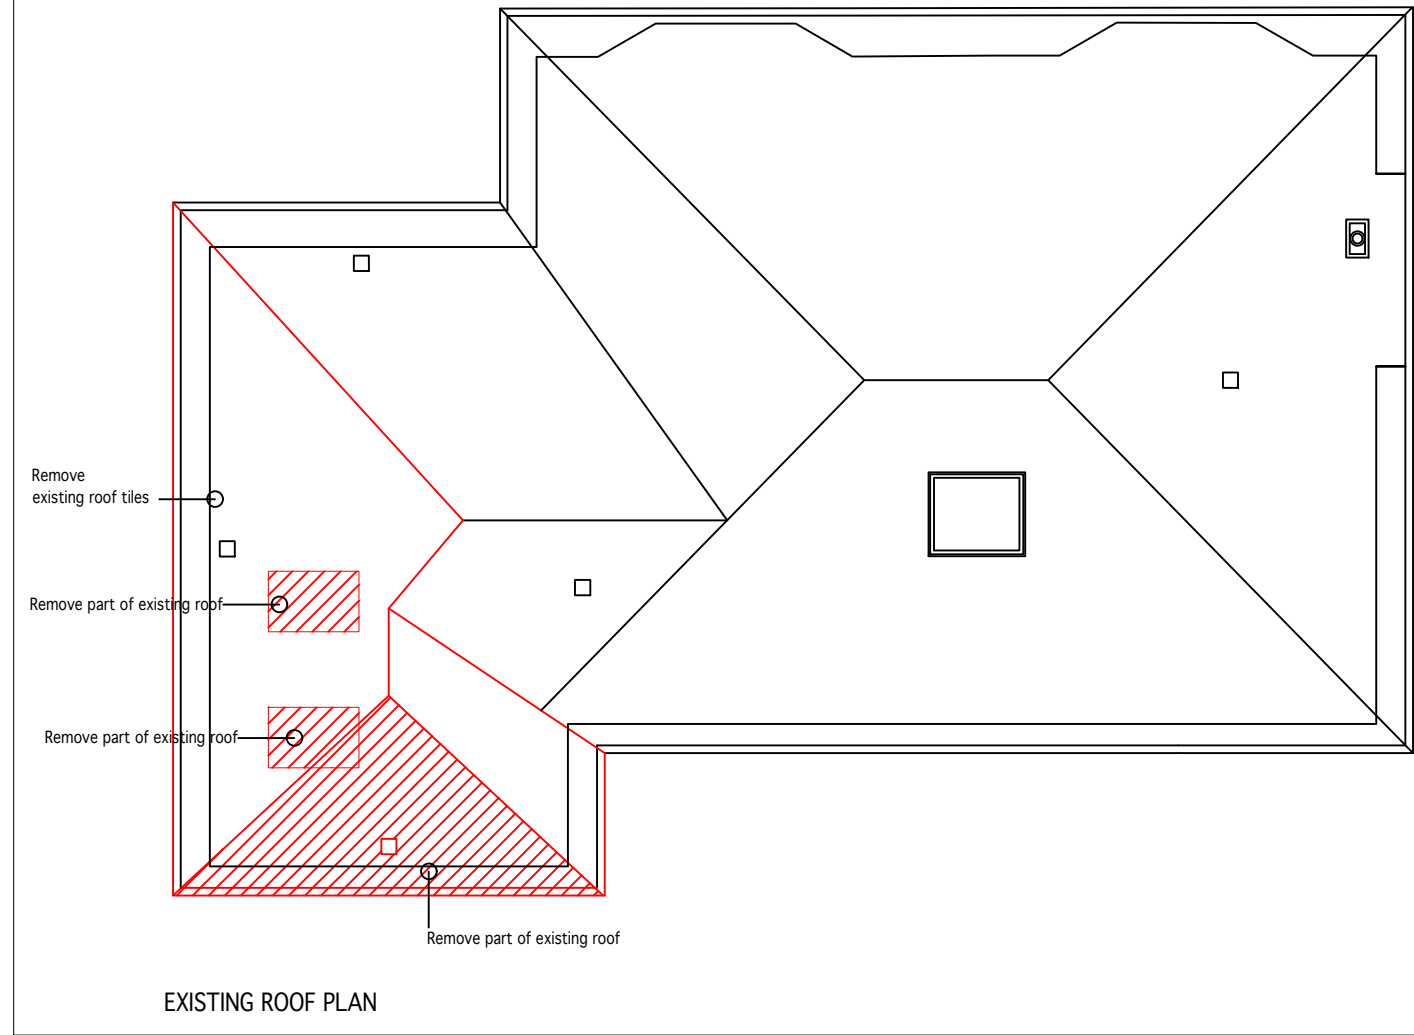 Remove
existing roof tiles
Remove part of existing roof
Remove part of existing roof
Remove part of existing roof
EXISTING ROOF PLAN